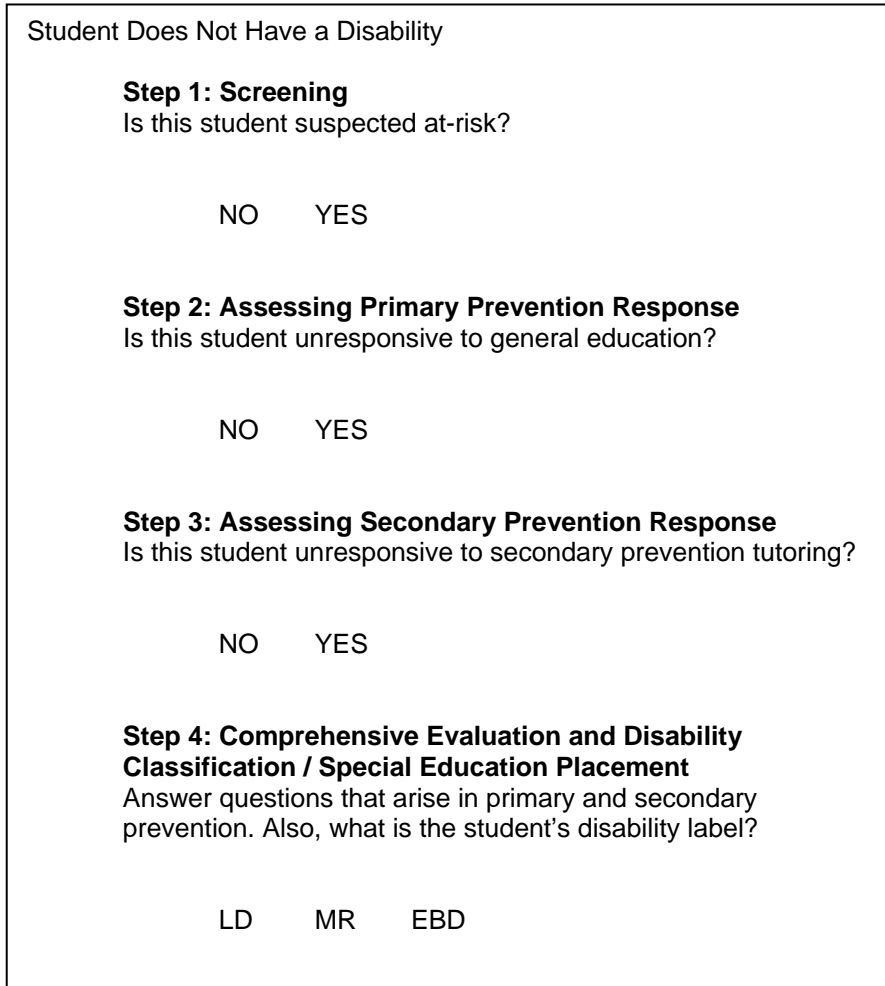 Student Does Not Have a Disability
Step 1: Screening
Is this student suspected at-risk?
NO YES
Step 2: Assessing Primary Prevention Response
Is this student unresponsive to general education?
NO YES
Step 3: Assessing Secondary Prevention Response
Is this student unresponsive to secondary prevention tutoring?
NO YES
Step 4: Comprehensive Evaluation and Disability
Classification / Special Education Placement
Answer questions that arise in primary and secondary
prevention. Also, what is the student’s disability label?
LD MR EBD